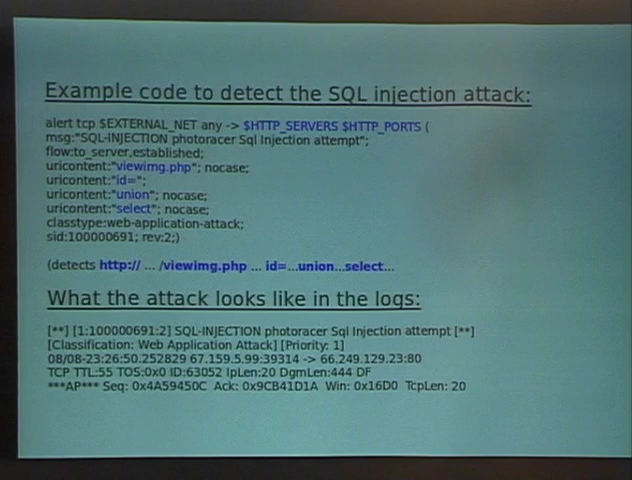 Example code to detect the SQL injection attack:
alert tcp $EXTERNAL_NET any -> $HTTP_SERVERS $HTTP_PORTS (
msg:"SQL-INJECTION photoracer Sql Injection attempt";
flow:to_server,established;
uricontent:"viewimg.php"; nocase;
uricontent:"id=";
uricontent:"union"; nocase;
uricontent:"select"; nocase;
classtype:web-application-attack;
sid:100000691; rev:2;)
(detects http:// ... /viewimg.php ... id=...union...select...
What the attack looks like in the logs:
[**] [1:100000691:2] SQL-INJECTION photoracer Sql Injection attempt [**]
[Classification: Web Application Attack] [Priority: 1]
08/08-23:26:50.252829 67.159.5.99:39314 -> 66.249.129.23:80
TCP TTL:55 TOS:0x0 ID:63052 IpLen:20 DgmLen:444 DF
***AP*** Seq: 0x4A59450C Ack: 0x9CB41D1A Win: 0x16D0 TcpLen: 20